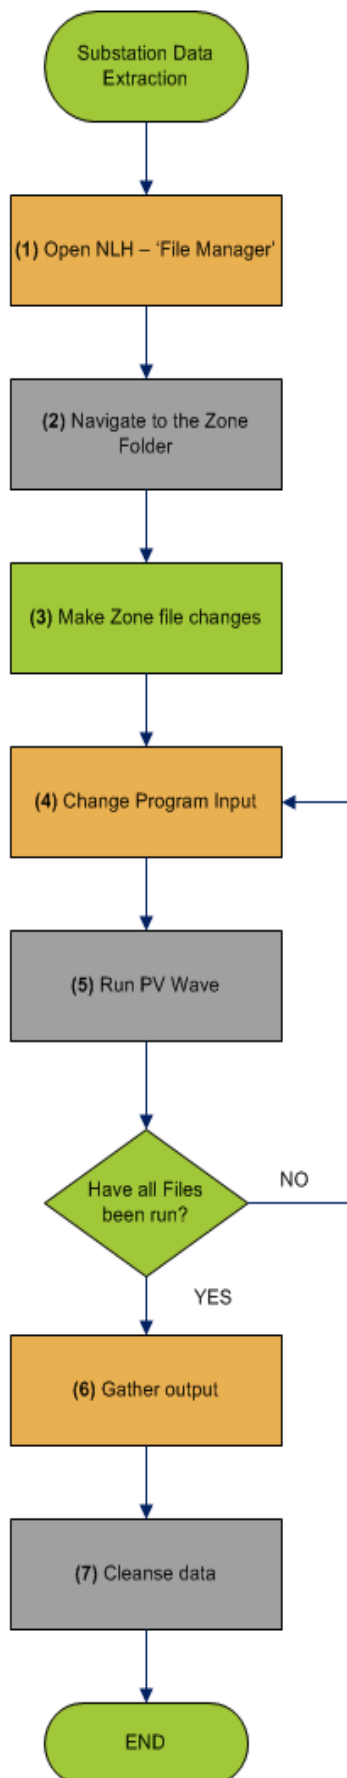 Substation Data
Extraction
(1) Open NLH – ‘File Manager’
(2) Navigate to the Zone
Folder
(3) Make Zone file changes
(4) Change Program Input
(5) Run PV Wave
Have all Files
been run?
NO
YES
(6) Gather output
(7) Cleanse data
END